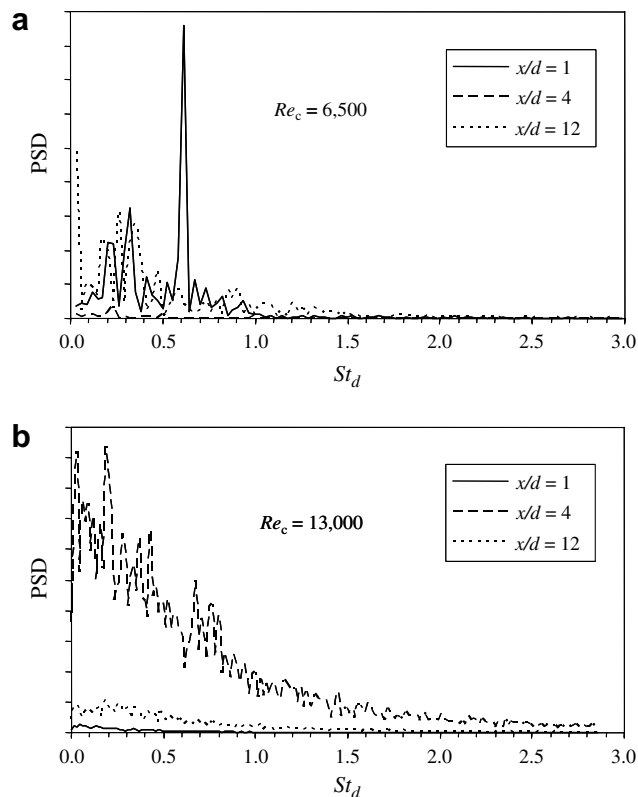 a
x/d = 1
x/d = 4
x/d = 12
Re_c = 6,500
PSD
0.0 0.5 1.0 1.5 2.0 2.5 3.0
St_d
b
x/d = 1
x/d = 4
x/d = 12
Re_c = 13,000
PSD
0.0 0.5 1.0 1.5 2.0 2.5 3.0
St_d